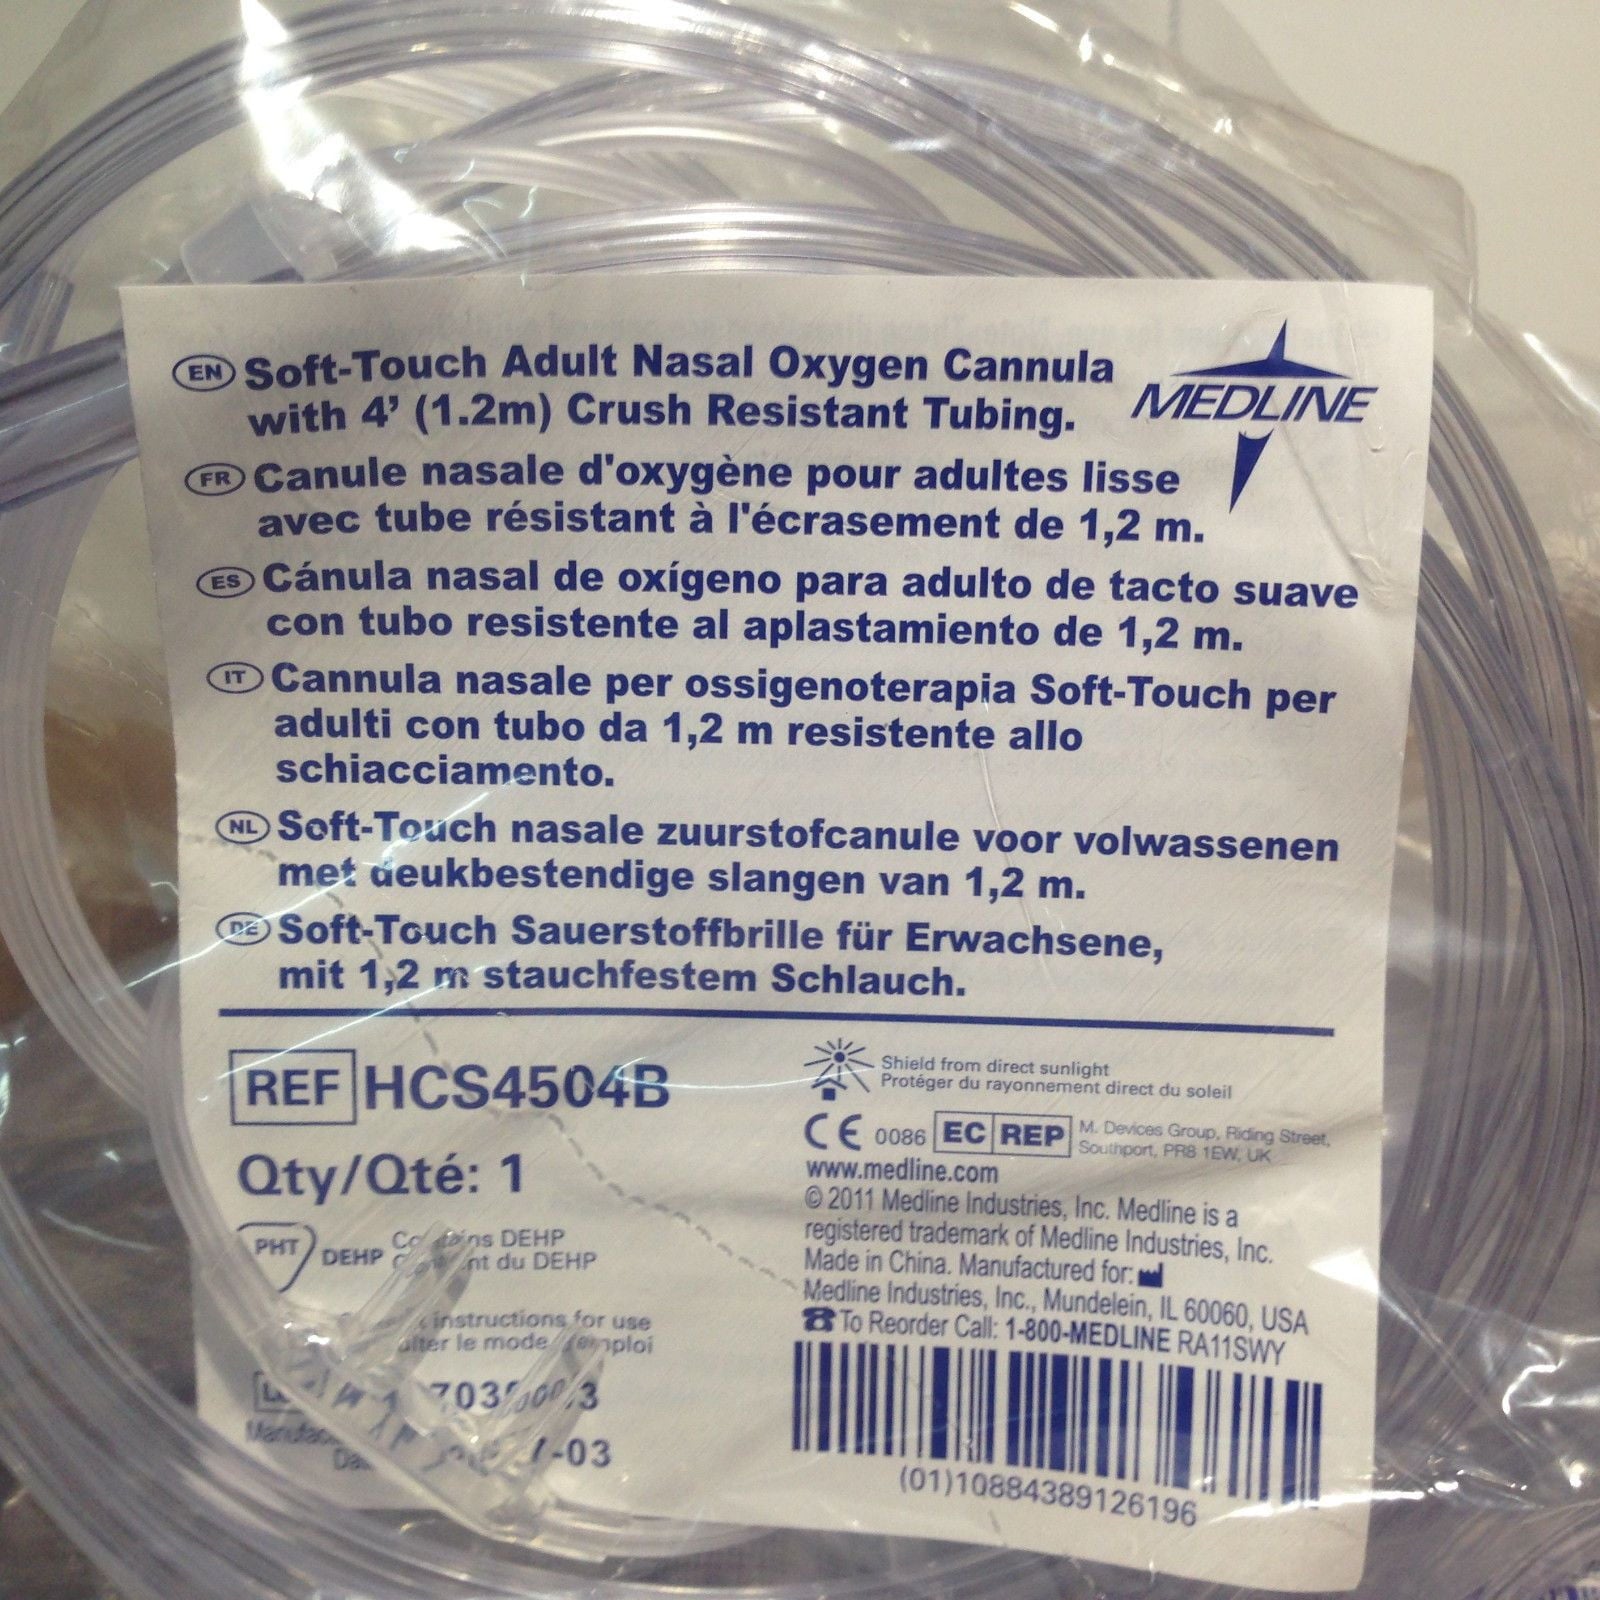 EN Soft-Touch Adult Nasal Oxygen Cannula
with 4’ (1.2m) Crush Resistant Tubing.
MEDLINE
FR Canule nasale d'oxygène pour adultes lisse
avec tube résistant à l'écrasement de 1,2 m.
ES Cánula nasal de oxígeno para adulto de tacto suave
con tubo resistente al aplastamiento de 1,2 m.
IT Cannula nasale per ossigenoterapia Soft-Touch per
adulti con tubo da 1,2 m resistente allo
schiacciamento.
NL Soft-Touch nasale zuurstofcanule voor volwassenen
met deukbestendige slangen van 1,2 m.
DE Soft-Touch Sauerstoffbrille für Erwachsene,
mit 1,2 m stauchfestem Schlauch.
REF HCS4504B
Qty/Qté: 1
PHT DEHP
Contains DEHP
du DEHP
instructions for use
le mode d'emploi
Shield from direct sunlight
Protéger du rayonnement direct du soleil
CE 0086 EC REP
M. Devices Group, Riding Street,
Southport, PR8 1EW, UK
www.medline.com
© 2011 Medline Industries, Inc. Medline is a
registered trademark of Medline Industries, Inc.
Made in China. Manufactured for:
Medline Industries, Inc., Mundelein, IL 60060, USA
☎ To Reorder Call: 1-800-MEDLINE RA11SWY
(01)10884389126196